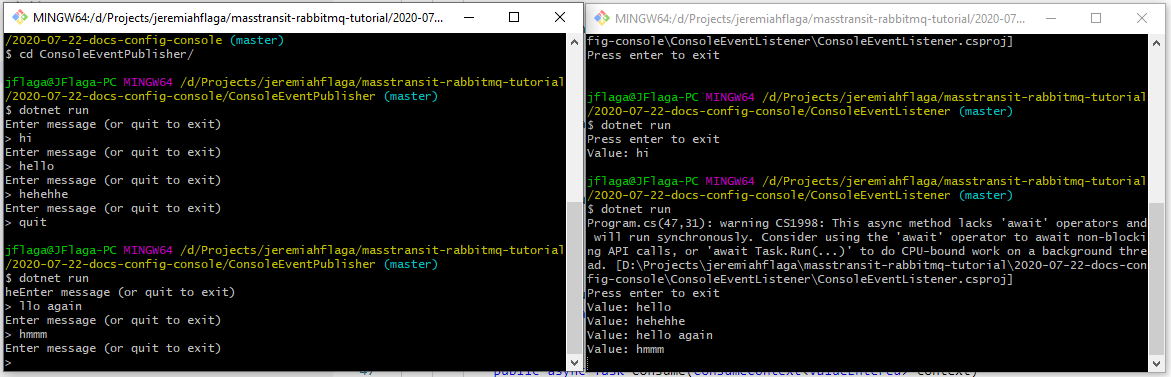 MINGW64:/d/Projects/jeremiahflaga/masstransit-rabbitmq-tutorial/2020-07...
/2020-07-22-docs-config-console (master)
$ cd ConsoleEventPublisher/
jflaga@JFlaga-PC MINGW64 /d/Projects/jeremiahflaga/masstransit-rabbitmq-tutorial
/2020-07-22-docs-config-console/ConsoleEventPublisher (master)
$ dotnet run
Enter message (or quit to exit)
> hi
Enter message (or quit to exit)
> hello
Enter message (or quit to exit)
> hehehhe
Enter message (or quit to exit)
> quit
jflaga@JFlaga-PC MINGW64 /d/Projects/jeremiahflaga/masstransit-rabbitmq-tutorial
/2020-07-22-docs-config-console/ConsoleEventPublisher (master)
$ dotnet run
heEnter message (or quit to exit)
> llo again
Enter message (or quit to exit)
> hmmm
Enter message (or quit to exit)
>
MINGW64:/d/Projects/jeremiahflaga/masstransit-rabbitmq-tutorial/2020-07...
fig-console\ConsoleEventListener\ConsoleEventListener.csproj]
Press enter to exit
jflaga@JFlaga-PC MINGW64 /d/Projects/jeremiahflaga/masstransit-rabbitmq-tutorial
/2020-07-22-docs-config-console/ConsoleEventListener (master)
$ dotnet run
Press enter to exit
Value: hi
jflaga@JFlaga-PC MINGW64 /d/Projects/jeremiahflaga/masstransit-rabbitmq-tutorial
/2020-07-22-docs-config-console/ConsoleEventListener (master)
$ dotnet run
Program.cs(47,31): warning CS1998: This async method lacks 'await' operators and
will run synchronously. Consider using the 'await' operator to await non-blocki
ng API calls, or 'await Task.Run(...)' to do CPU-bound work on a background thre
ad. [D:\Projects\jeremiahflaga\masstransit-rabbitmq-tutorial\2020-07-22-docs-con
fig-console\ConsoleEventListener\ConsoleEventListener.csproj]
Press enter to exit
Value: hello
Value: hehehhe
Value: hello again
Value: hmmm
47 public async Task Consume(ConsumeContext<ValueEntered> context)